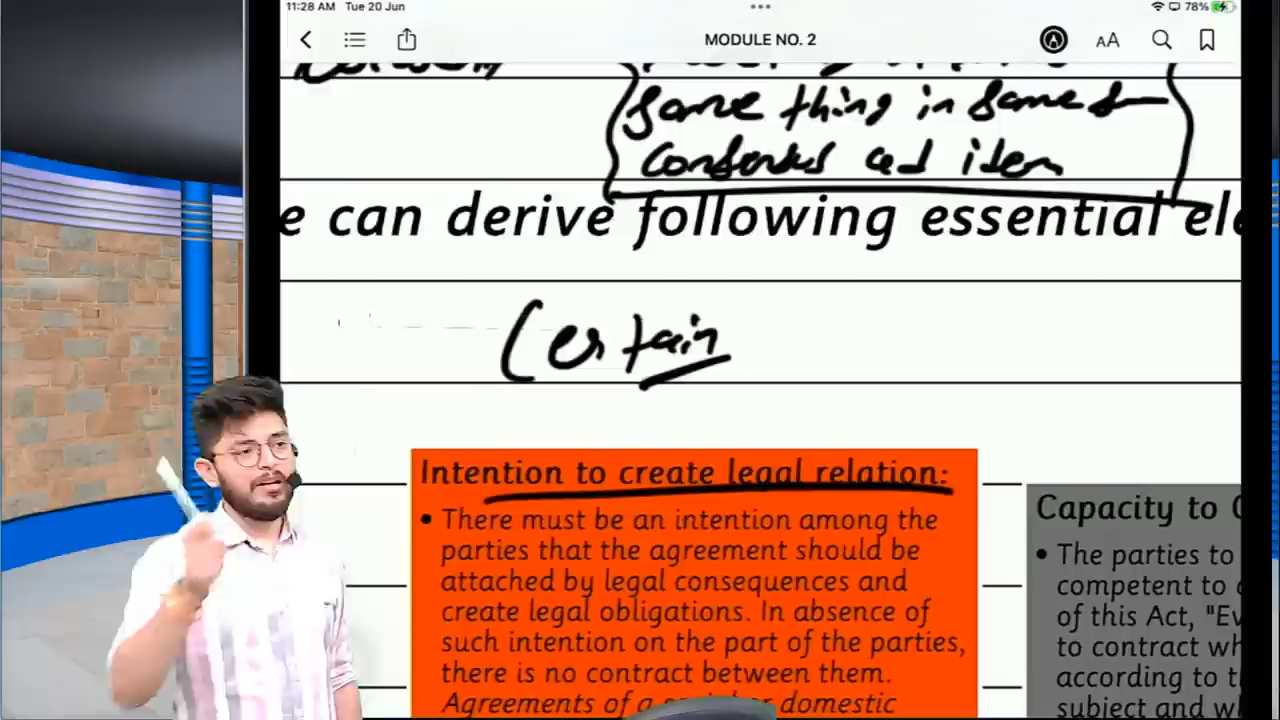 11:28 AM Tue 20 Jun
78%
MODULE NO. 2
AA
same thing in same
consensus ad idem
e can derive following essential ele
Certain
Intention to create legal relation:
• There must be an intention among the
parties that the agreement should be
attached by legal consequences and
create legal obligations. In absence of
such intention on the part of the parties,
there is no contract between them.
Agreements of a domestic
Capacity to C
• The parties to
competent to
of this Act, "Ev
to contract wh
according to t
subject and w